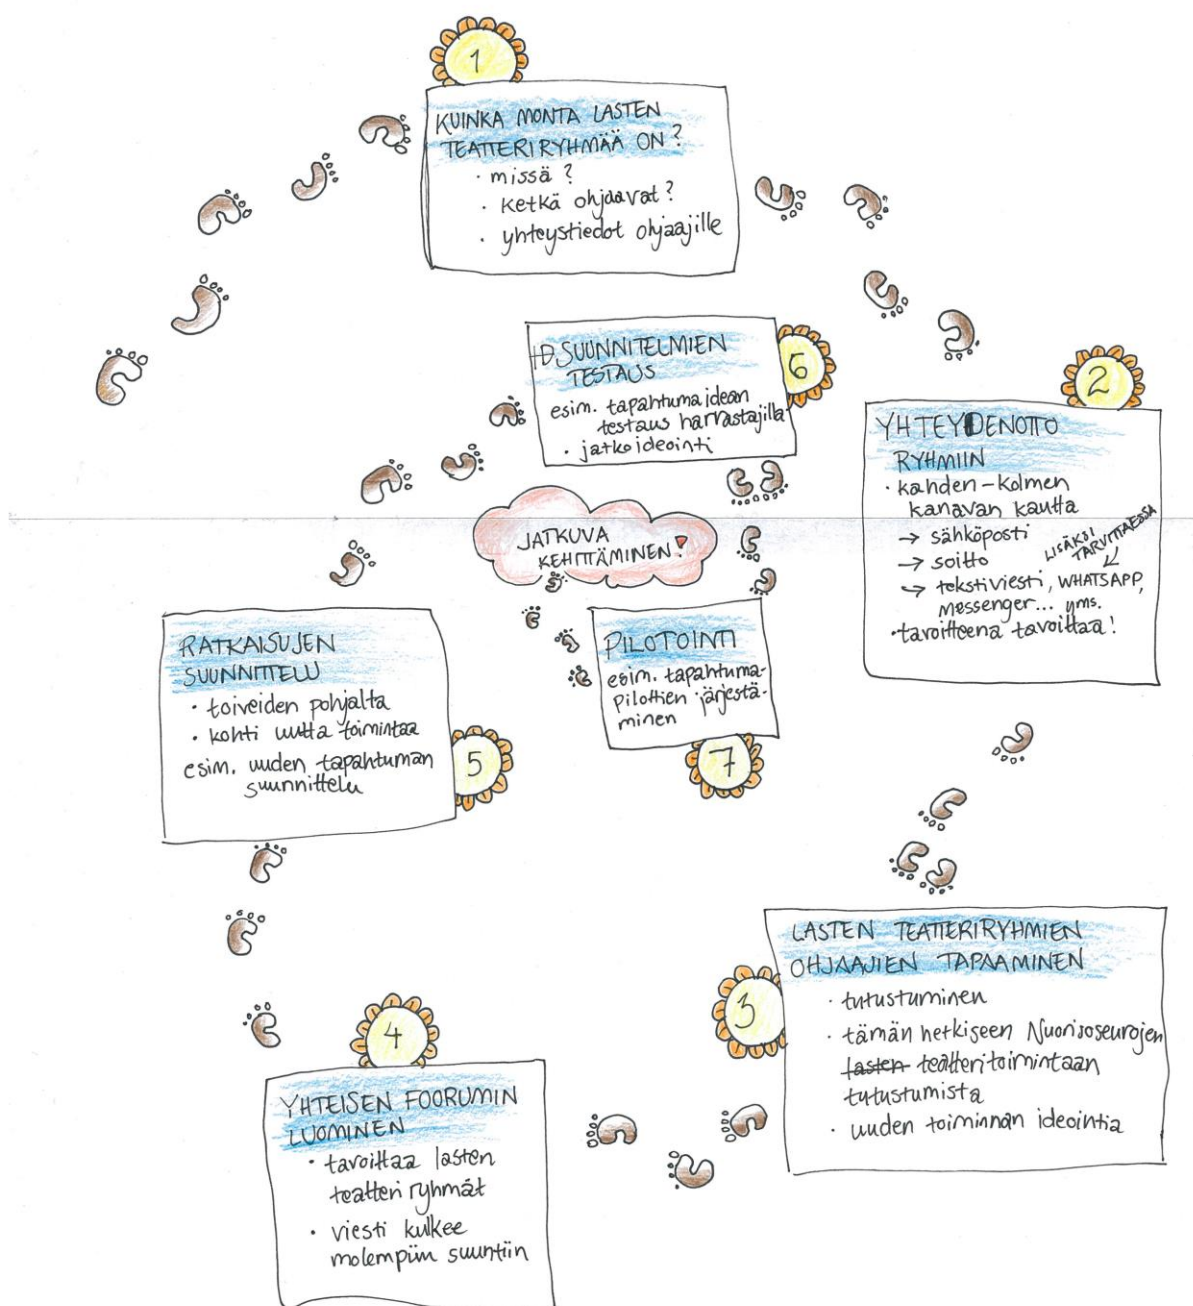 1
KUINKA MONTA LASTEN
TEATTERIRYHMÄÄ ON?
· missä?
· ketkä ohjaavat?
· yhteystiedot ohjaajille
2
YHTEYDENOTTO
RYHMIIN
· kahden-kolmen
kanavan kautta
→ sähköposti
→ soitto
LISÄKSI
TARVITTAESSA
→ tekstiviesti, WHATSAPP,
Messenger... yms.
· tavoitteena tavoittaa!
3
LASTEN TEATTERIRYHMIEN
OHJAAJIEN TAPAAMINEN
· tutustuminen
· tämän hetkiseen Nuorisoseurojen
lasten teatteritoimintaan
tutustumista
· uuden toiminnan ideointia
4
YHTEISEN FOORUMIN
LUOMINEN
· tavoittaa lasten
teatteri ryhmät
· viesti kulkee
molempiin suuntiin
5
RATKAISUJEN
SUUNNITTELU
· toiveiden pohjalta
· kohti uutta toimintaa
esim. uuden tapahtuman
suunnittelu
6
SUUNNITELMIEN
TESTAUS
esim. tapahtuma idean
testaus harrastajilla
· jatkoideointi
7
PILOTOINTI
esim. tapahtuma-
pilottien järjestä-
minen
JATKUVA
KEHITTÄMINEN!